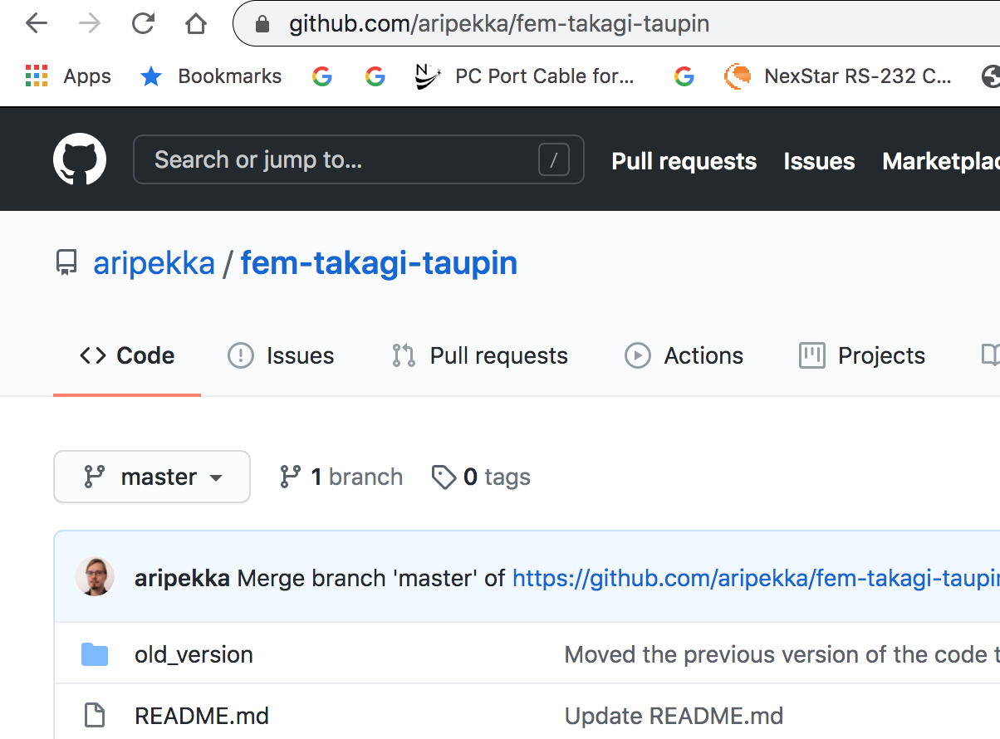 github.com/aripekka/fem-takagi-taupin
Apps Bookmarks PC Port Cable for... NexStar RS-232 C...
Search or jump to... / Pull requests Issues Marketplac
aripekka / fem-takagi-taupin
Code Issues Pull requests Actions Projects
master 1 branch 0 tags
aripekka Merge branch 'master' of https://github.com/aripekka/fem-takagi-taupin
old_version Moved the previous version of the code t
README.md Update README.md